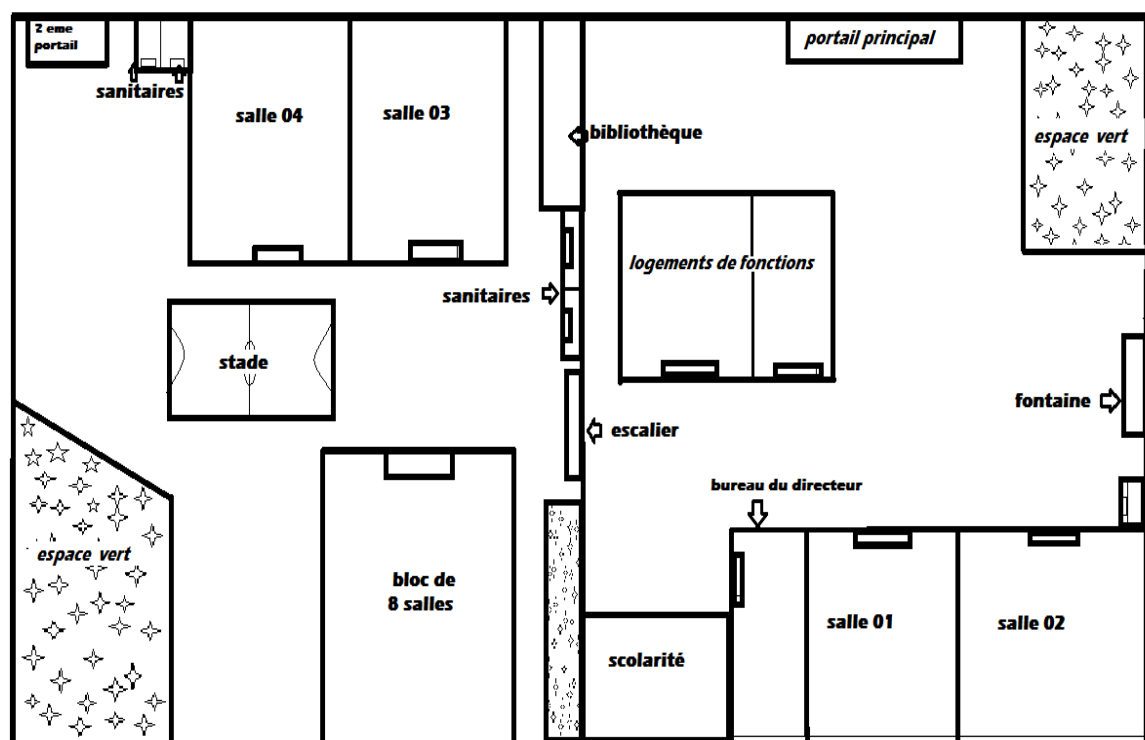 2 eme
portail
sanitaires
salle 04
salle 03
bibliothèque
portail principal
espace vert
logements de fonctions
sanitaires
stade
escalier
fontaine
bureau du directeur
espace vert
bloc de
8 salles
scolarité
salle 01
salle 02